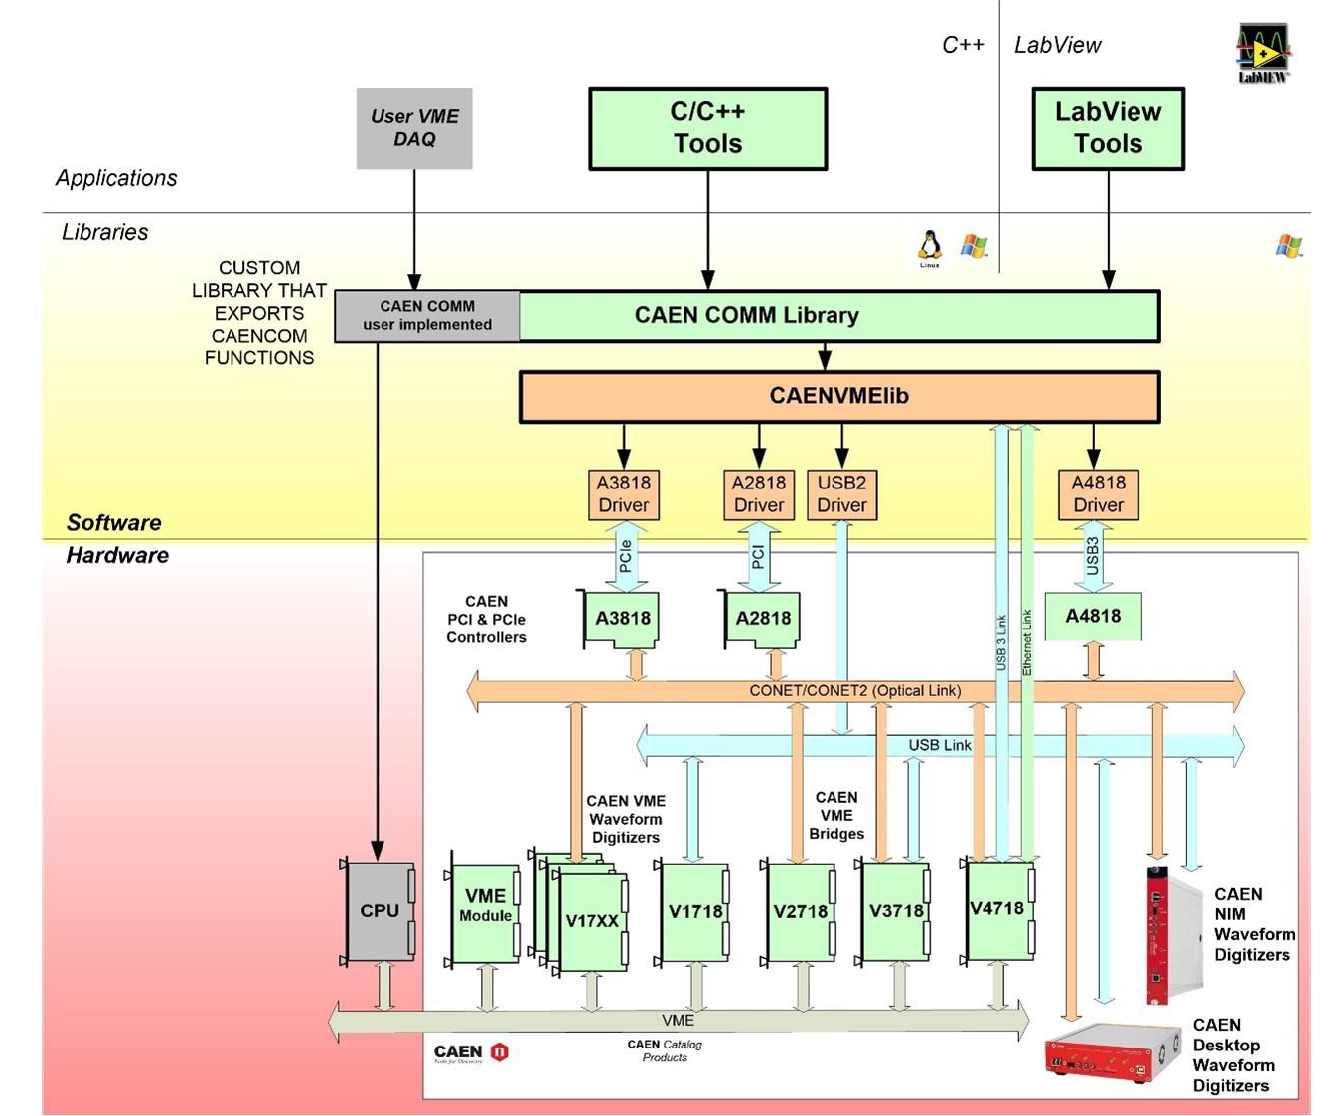 C++
LabView
LabVIEW
User VME
DAQ
C/C++
Tools
LabView
Tools
Applications
Libraries
Linux
CUSTOM
LIBRARY THAT
EXPORTS
CAENCOM
FUNCTIONS
CAEN COMM
user implemented
CAEN COMM Library
CAENVMElib
A3818
Driver
A2818
Driver
USB2
Driver
A4818
Driver
Software
Hardware
PCIe
PCI
USB3
CAEN
PCI & PCIe
Controllers
A3818
A2818
A4818
USB 3 Link
Ethernet Link
CONET/CONET2 (Optical Link)
USB Link
CAEN VME
Waveform
Digitizers
CAEN
VME
Bridges
CPU
VME
Module
V17XX
V1718
V2718
V3718
V4718
CAEN
NIM
Waveform
Digitizers
VME
CAEN
Tools for Discovery
CAEN Catalog
Products
CAEN
Desktop
Waveform
Digitizers